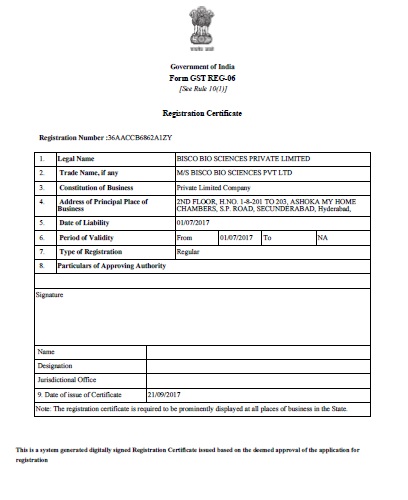 Government of India
Form GST REG-06
[See Rule 10(1)]
Registration Certificate
Registration Number :36AACCB6862A1ZY
1. Legal Name BISCO BIO SCIENCES PRIVATE LIMITED
2. Trade Name, if any M/S BISCO BIO SCIENCES PVT LTD
3. Constitution of Business Private Limited Company
4. Address of Principal Place of Business 2ND FLOOR, H.NO. 1-8-201 TO 203, ASHOKA MY HOME CHAMBERS, S.P. ROAD, SECUNDERABAD, Hyderabad,
5. Date of Liability 01/07/2017
6. Period of Validity From 01/07/2017 To NA
7. Type of Registration Regular
8. Particulars of Approving Authority
Signature
Name
Designation
Jurisdictional Office
9. Date of issue of Certificate 21/09/2017
Note: The registration certificate is required to be prominently displayed at all places of business in the State.
This is a system generated digitally signed Registration Certificate issued based on the deemed approval of the application for
registration